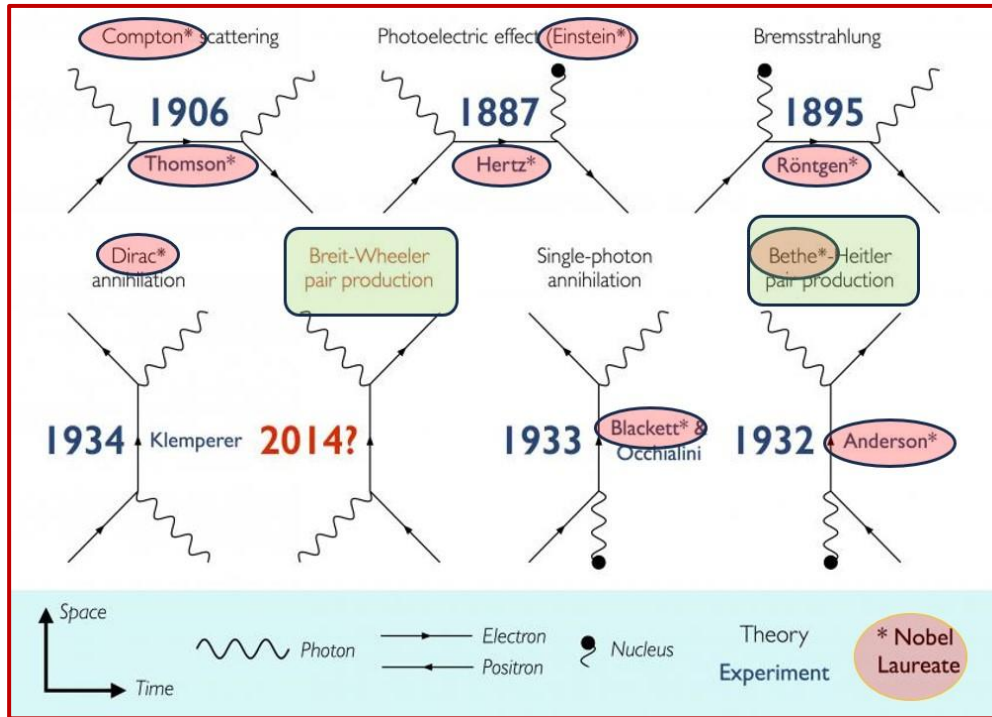 Compton* scattering
Photoelectric effect (Einstein*)
Bremsstrahlung
1906
Thomson*
1887
Hertz*
1895
Röntgen*
Dirac*
annihilation
Breit-Wheeler
pair production
Single-photon
annihilation
Bethe*-Heitler
pair production
1934
Klemperer
2014?
1933
Blackett* &
Occhialini
1932
Anderson*
Space
Time
Photon
Electron
Positron
Nucleus
Theory
Experiment
* Nobel
Laureate